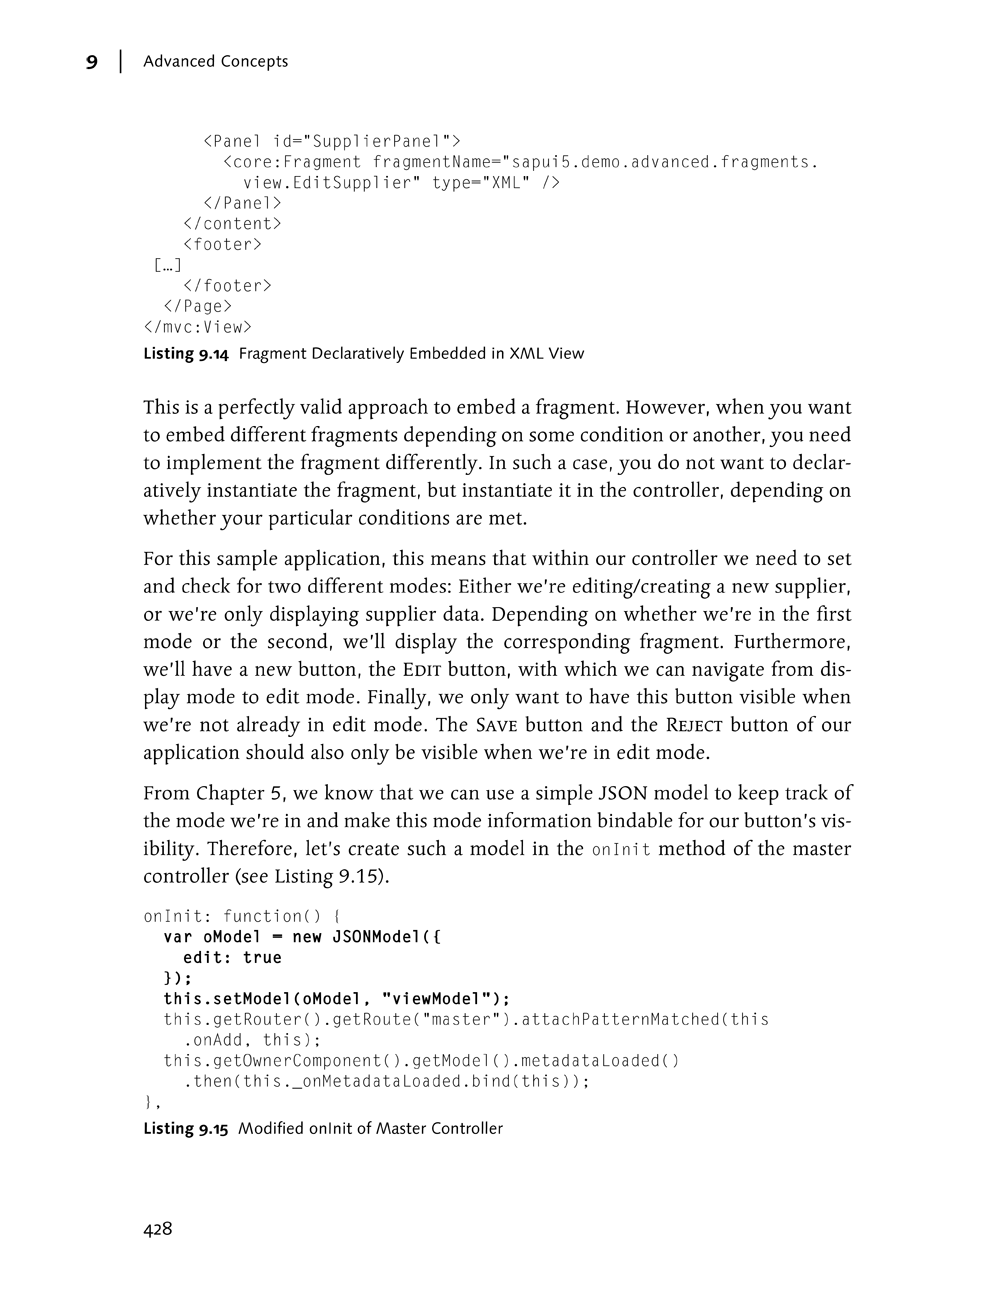 9 | Advanced Concepts
<Panel id="SupplierPanel">
<core:Fragment fragmentName="sapui5.demo.advanced.fragments.
view.EditSupplier" type="XML" />
</Panel>
</content>
<footer>
[…]
</footer>
</Page>
</mvc:View>
Listing 9.14 Fragment Declaratively Embedded in XML View
This is a perfectly valid approach to embed a fragment. However, when you want
to embed different fragments depending on some condition or another, you need
to implement the fragment differently. In such a case, you do not want to declar-
atively instantiate the fragment, but instantiate it in the controller, depending on
whether your particular conditions are met.
For this sample application, this means that within our controller we need to set
and check for two different modes: Either we're editing/creating a new supplier,
or we're only displaying supplier data. Depending on whether we're in the first
mode or the second, we'll display the corresponding fragment. Furthermore,
we'll have a new button, the EDIT button, with which we can navigate from dis-
play mode to edit mode. Finally, we only want to have this button visible when
we're not already in edit mode. The SAVE button and the REJECT button of our
application should also only be visible when we're in edit mode.
From Chapter 5, we know that we can use a simple JSON model to keep track of
the mode we're in and make this mode information bindable for our button's vis-
ibility. Therefore, let's create such a model in the onInit method of the master
controller (see Listing 9.15).
onInit: function() {
var oModel = new JSONModel({
edit: true
});
this.setModel(oModel, "viewModel");
this.getRouter().getRoute("master").attachPatternMatched(this
.onAdd, this);
this.getOwnerComponent().getModel().metadataLoaded()
.then(this._onMetadataLoaded.bind(this));
},
Listing 9.15 Modified onInit of Master Controller
428